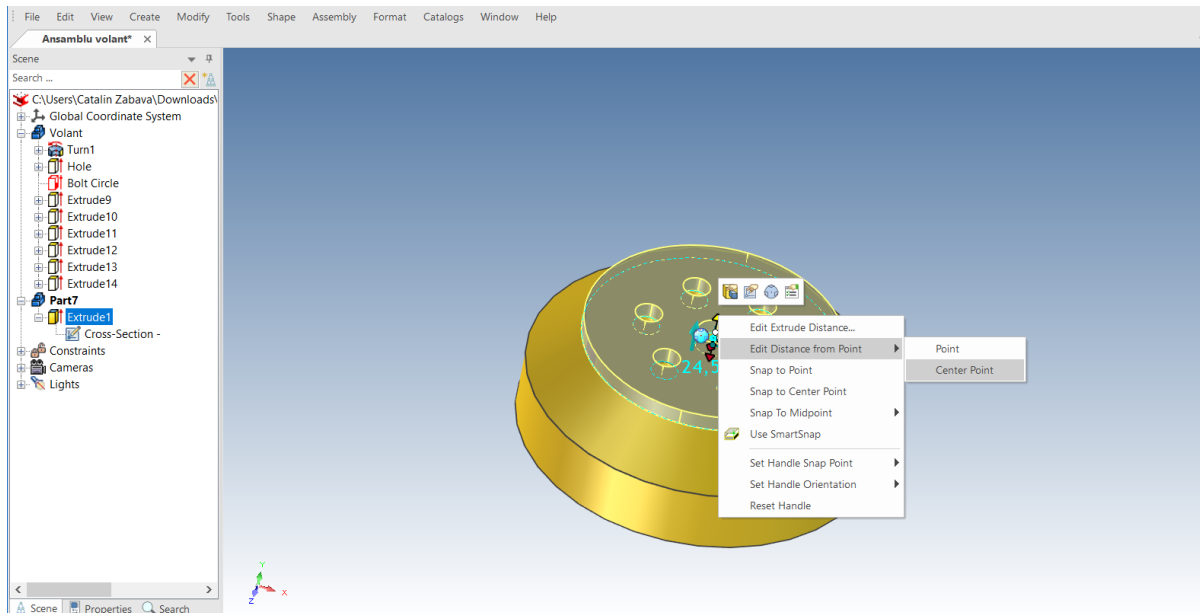 File Edit View Create Modify Tools Shape Assembly Format Catalogs Window Help
Ansamblu volant*
Scene
Search ...
C:\Users\Catalin Zabava\Downloads\
Global Coordinate System
Volant
Turn1
Hole
Bolt Circle
Extrude9
Extrude10
Extrude11
Extrude12
Extrude13
Extrude14
Part7
Extrude1
Cross-Section -
Constraints
Cameras
Lights
Scene Properties Search
24,5
Edit Extrude Distance...
Edit Distance from Point
Snap to Point
Snap to Center Point
Snap To Midpoint
Use SmartSnap
Set Handle Snap Point
Set Handle Orientation
Reset Handle
Point
Center Point
Y
X
Z